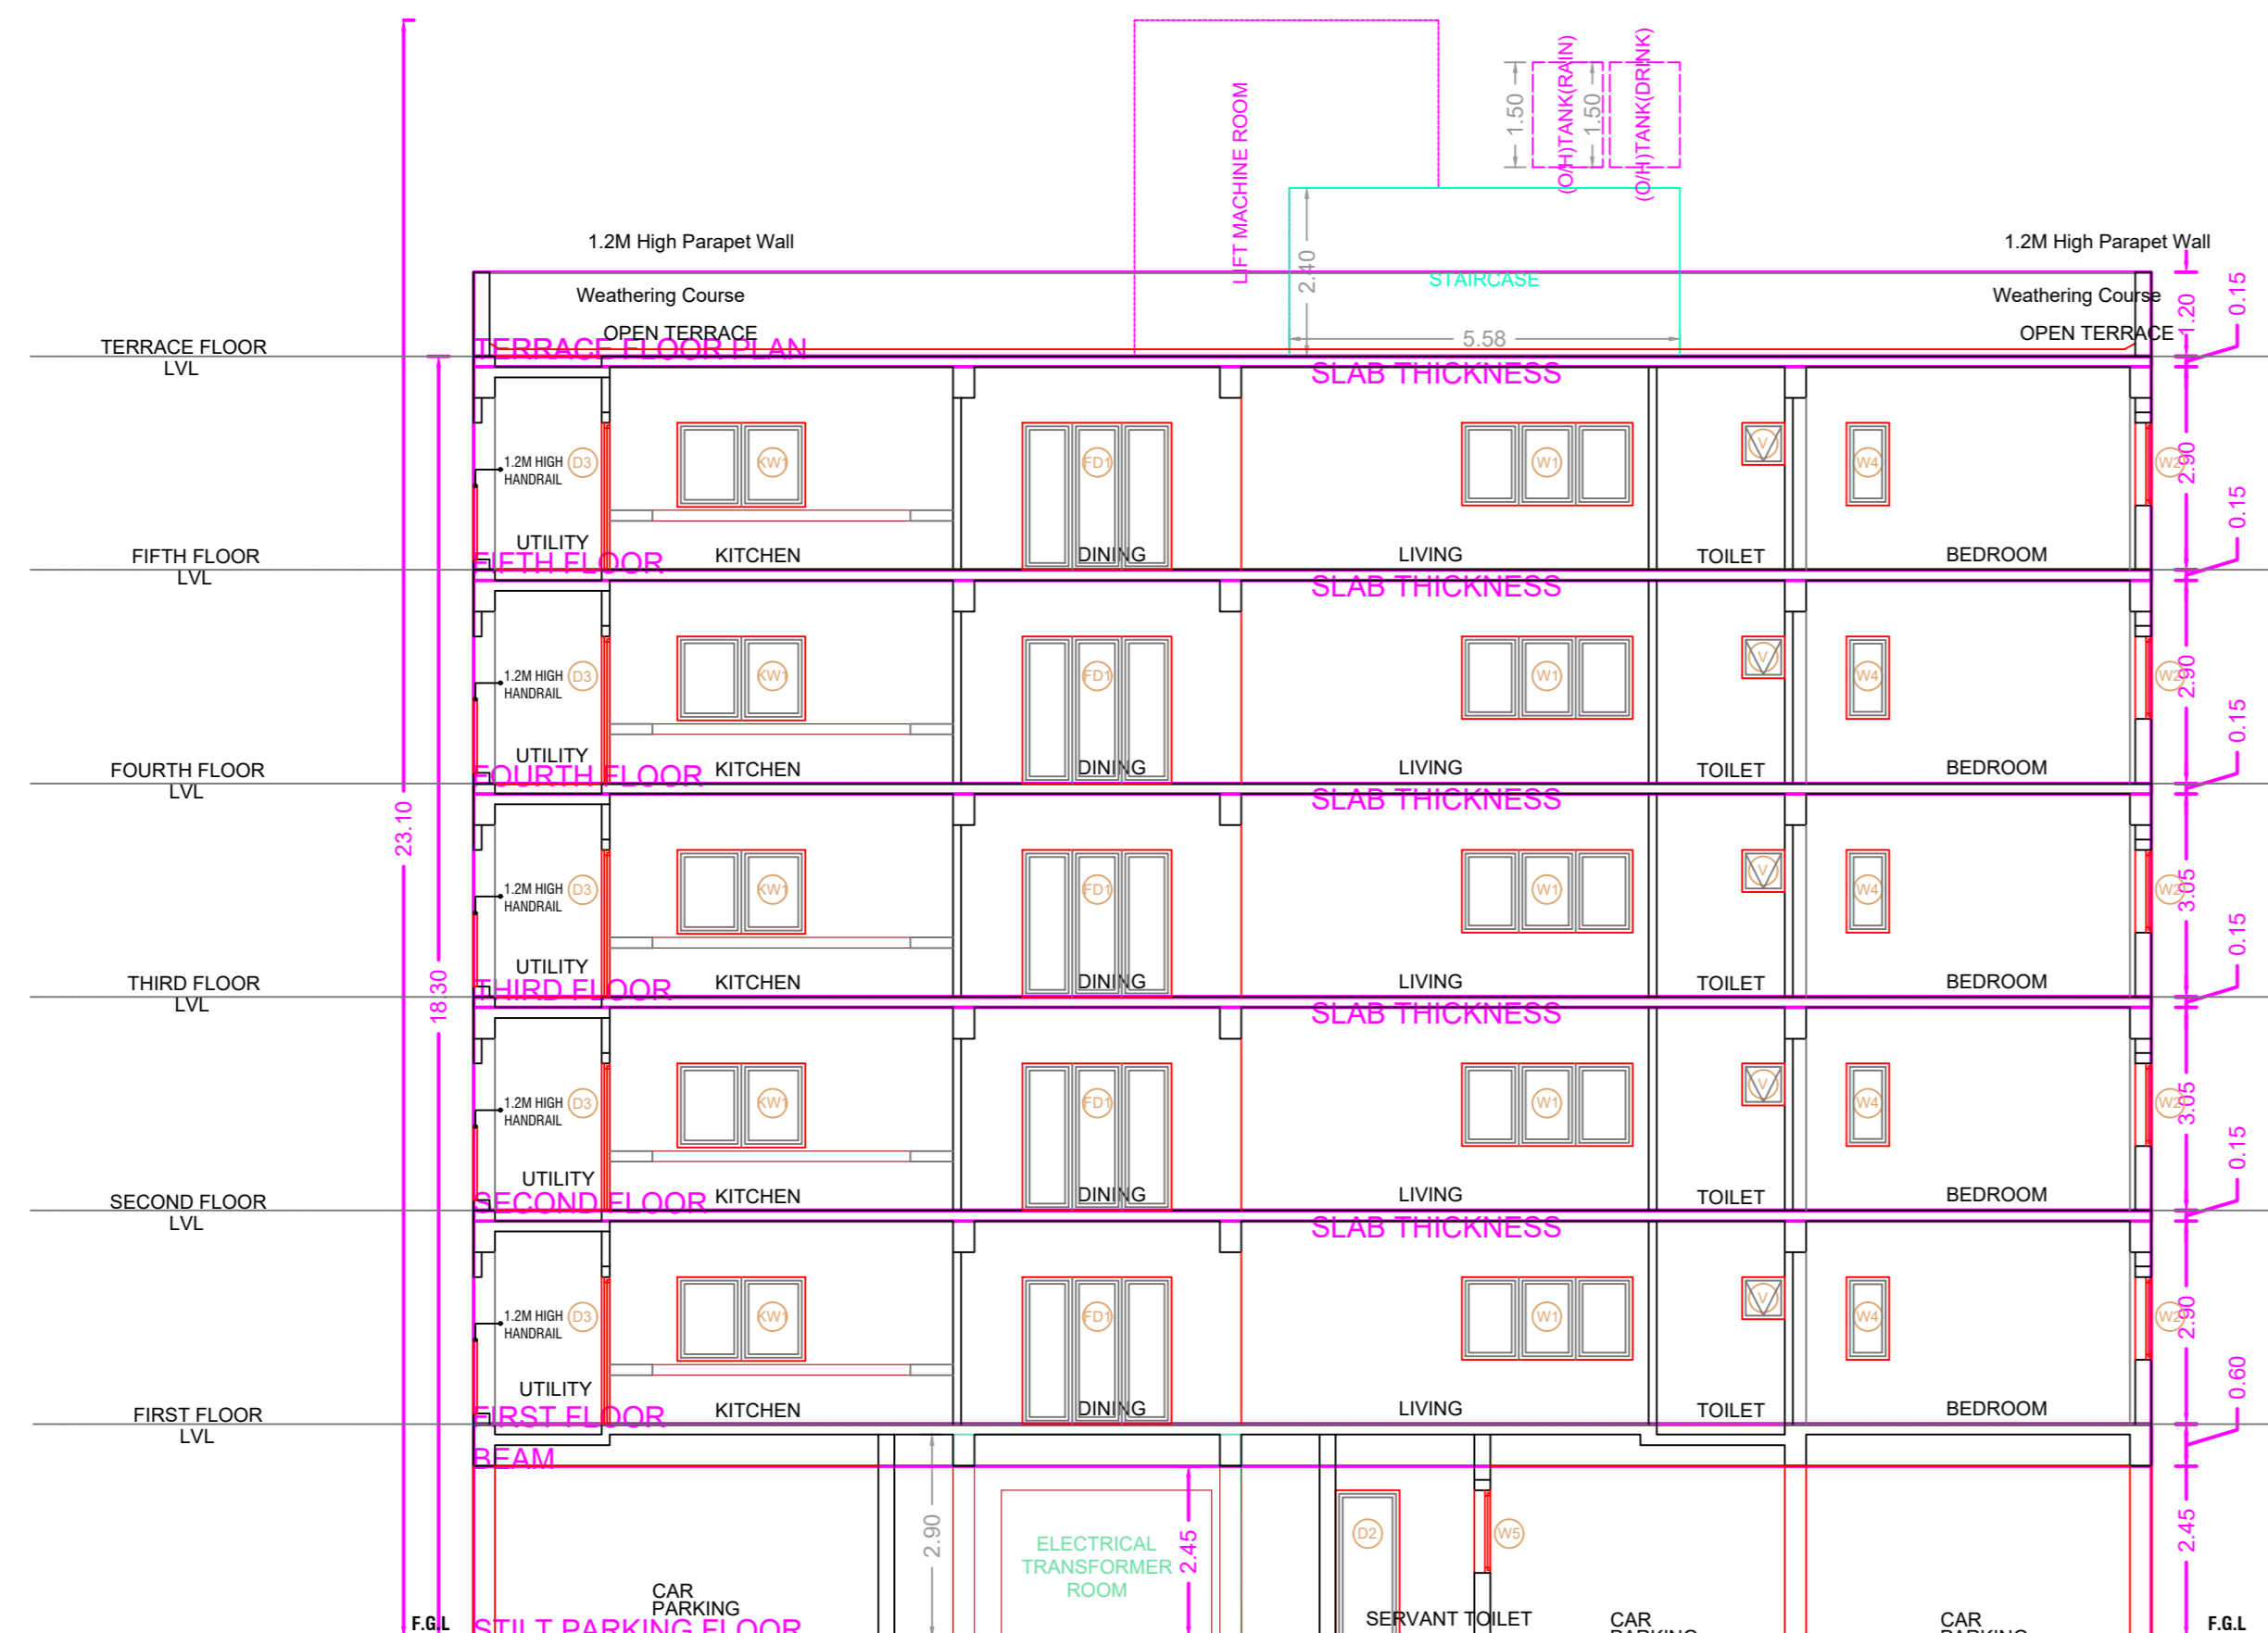 LIFT MACHINE ROOM
1.50
(O/H)TANK(RAIN)
1.50
(O/H)TANK(DRINK)
1.2M High Parapet Wall
1.2M High Parapet Wall
2.40
STAIRCASE
Weathering Course
Weathering Course
1.20
0.15
OPEN TERRACE
5.58
OPEN TERRACE
TERRACE FLOOR
LVL
TERRACE FLOOR PLAN
SLAB THICKNESS
1.2M HIGH
HANDRAIL
D3
KW1
FD1
W1
V
W4
2.90
W2
0.15
UTILITY
KITCHEN
DINING
LIVING
TOILET
BEDROOM
FIFTH FLOOR
LVL
FIFTH FLOOR
SLAB THICKNESS
1.2M HIGH
HANDRAIL
D3
KW1
FD1
W1
V
W4
2.90
W2
0.15
UTILITY
KITCHEN
DINING
LIVING
TOILET
BEDROOM
FOURTH FLOOR
LVL
FOURTH FLOOR
SLAB THICKNESS
23.10
1.2M HIGH
HANDRAIL
D3
KW1
FD1
W1
V
W4
3.05
W2
0.15
UTILITY
KITCHEN
DINING
LIVING
TOILET
BEDROOM
THIRD FLOOR
LVL
18.30
THIRD FLOOR
SLAB THICKNESS
1.2M HIGH
HANDRAIL
D3
KW1
FD1
W1
V
W4
3.05
W2
0.15
UTILITY
KITCHEN
DINING
LIVING
TOILET
BEDROOM
SECOND FLOOR
LVL
SECOND FLOOR
SLAB THICKNESS
1.2M HIGH
HANDRAIL
D3
KW1
FD1
W1
V
W4
2.90
W2
0.60
UTILITY
KITCHEN
DINING
LIVING
TOILET
BEDROOM
FIRST FLOOR
LVL
FIRST FLOOR
BEAM
2.90
ELECTRICAL
TRANSFORMER
ROOM
2.45
D2
W5
2.45
CAR
PARKING
F.G.L
STILT PARKING FLOOR
SERVANT TOILET
CAR
PARKING
CAR
PARKING
F.G.L